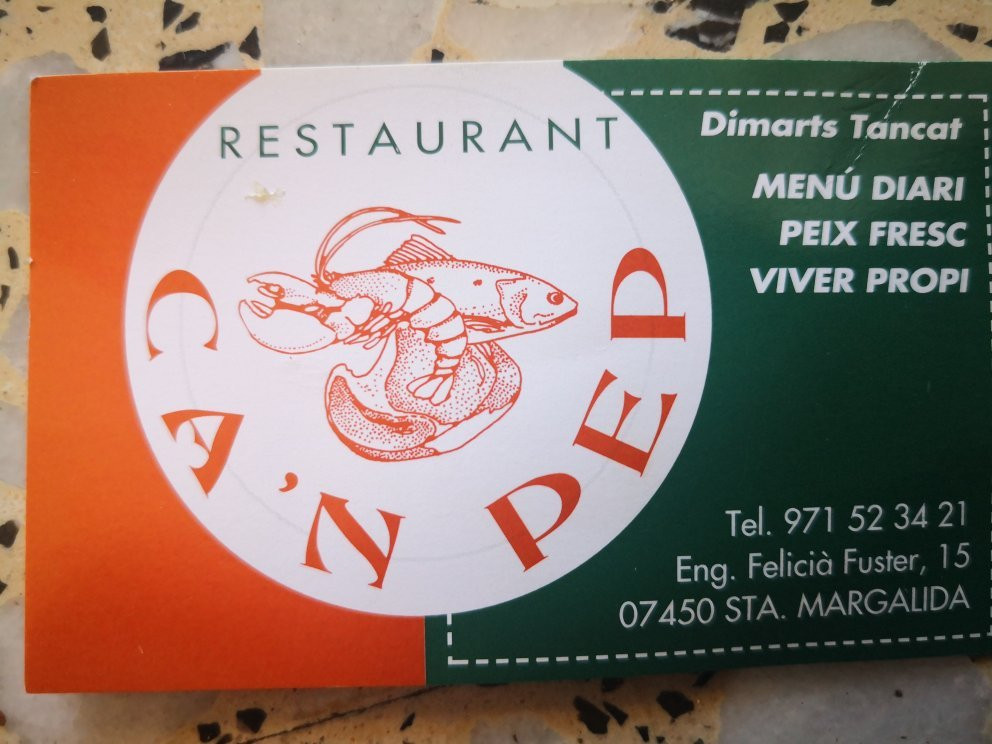 RESTAURANT
CA'N PEP
Dimarts Tancat
MENÚ DIARI
PEIX FRESC
VIVER PROPI
Tel. 971 52 34 21
Eng. Felicià Fuster, 15
07450 STA. MARGALIDA